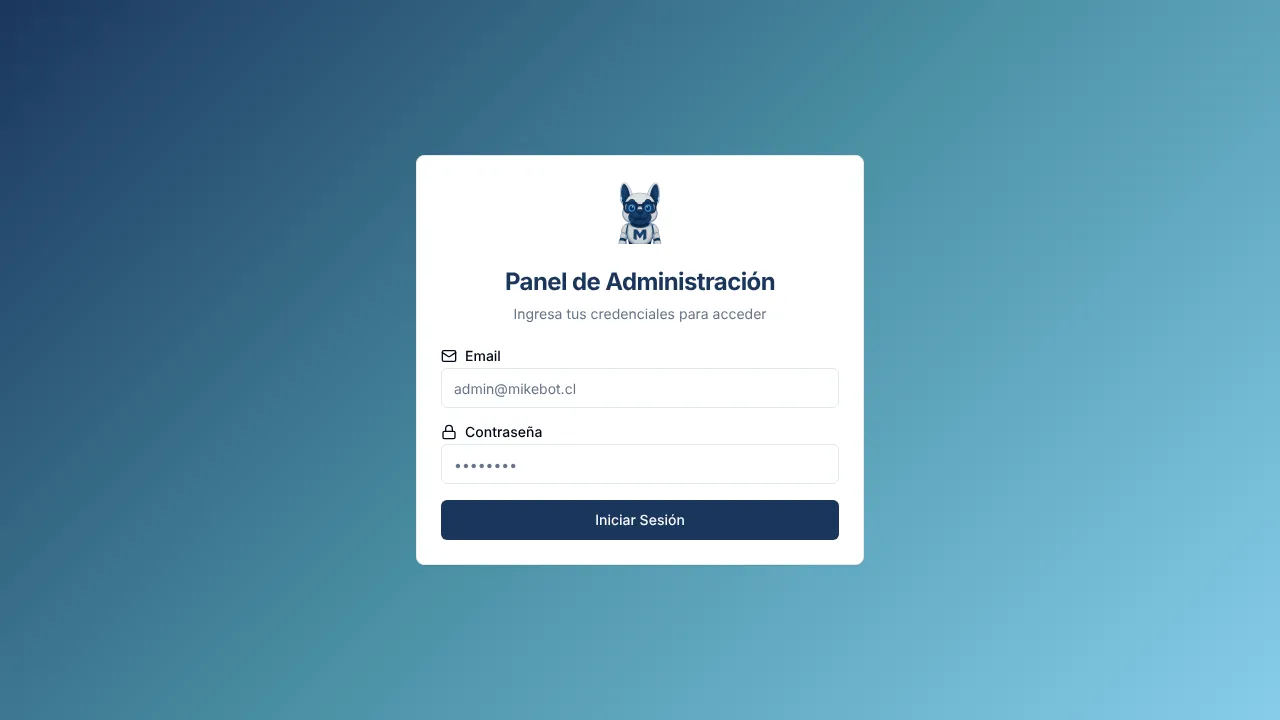 M
Panel de Administración
Ingresa tus credenciales para acceder
Email
admin@mikebot.cl
Contraseña
••••••••
Iniciar Sesión